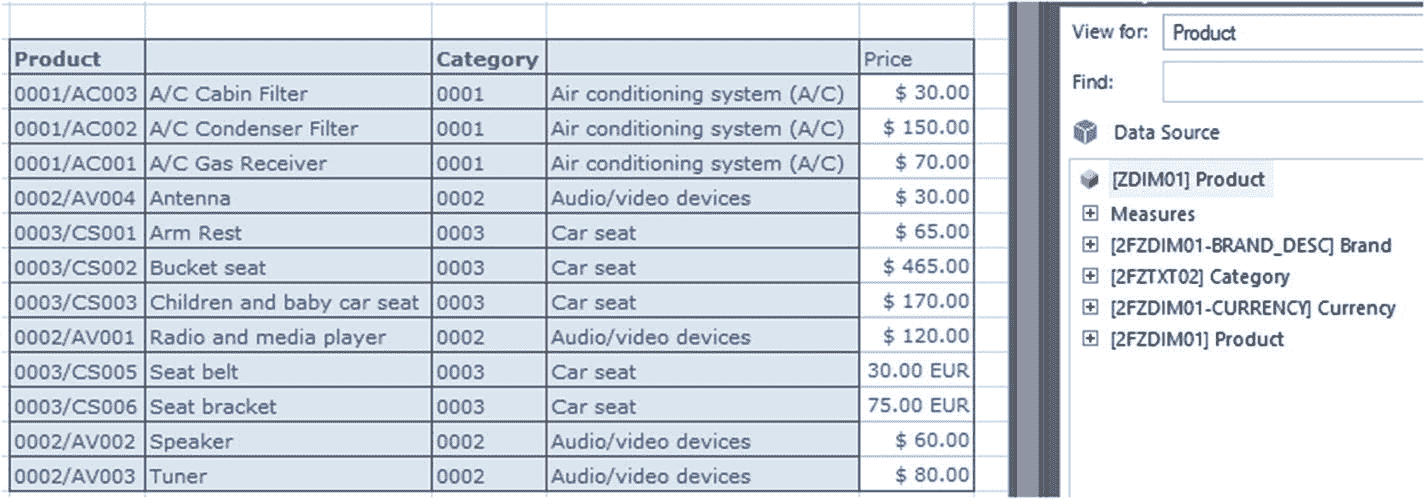 Product Category Price
0001/AC003 A/C Cabin Filter 0001 Air conditioning system (A/C) $ 30.00
0001/AC002 A/C Condenser Filter 0001 Air conditioning system (A/C) $ 150.00
0001/AC001 A/C Gas Receiver 0001 Air conditioning system (A/C) $ 70.00
0002/AV004 Antenna 0002 Audio/video devices $ 30.00
0003/CS001 Arm Rest 0003 Car seat $ 65.00
0003/CS002 Bucket seat 0003 Car seat $ 465.00
0003/CS003 Children and baby car seat 0003 Car seat $ 170.00
0002/AV001 Radio and media player 0002 Audio/video devices $ 120.00
0003/CS005 Seat belt 0003 Car seat 30.00 EUR
0003/CS006 Seat bracket 0003 Car seat 75.00 EUR
0002/AV002 Speaker 0002 Audio/video devices $ 60.00
0002/AV003 Tuner 0002 Audio/video devices $ 80.00
View for: Product
Find:
Data Source
[ZDIM01] Product
Measures
[2FZDIM01-BRAND_DESC] Brand
[2FZTXT02] Category
[2FZDIM01-CURRENCY] Currency
[2FZDIM01] Product